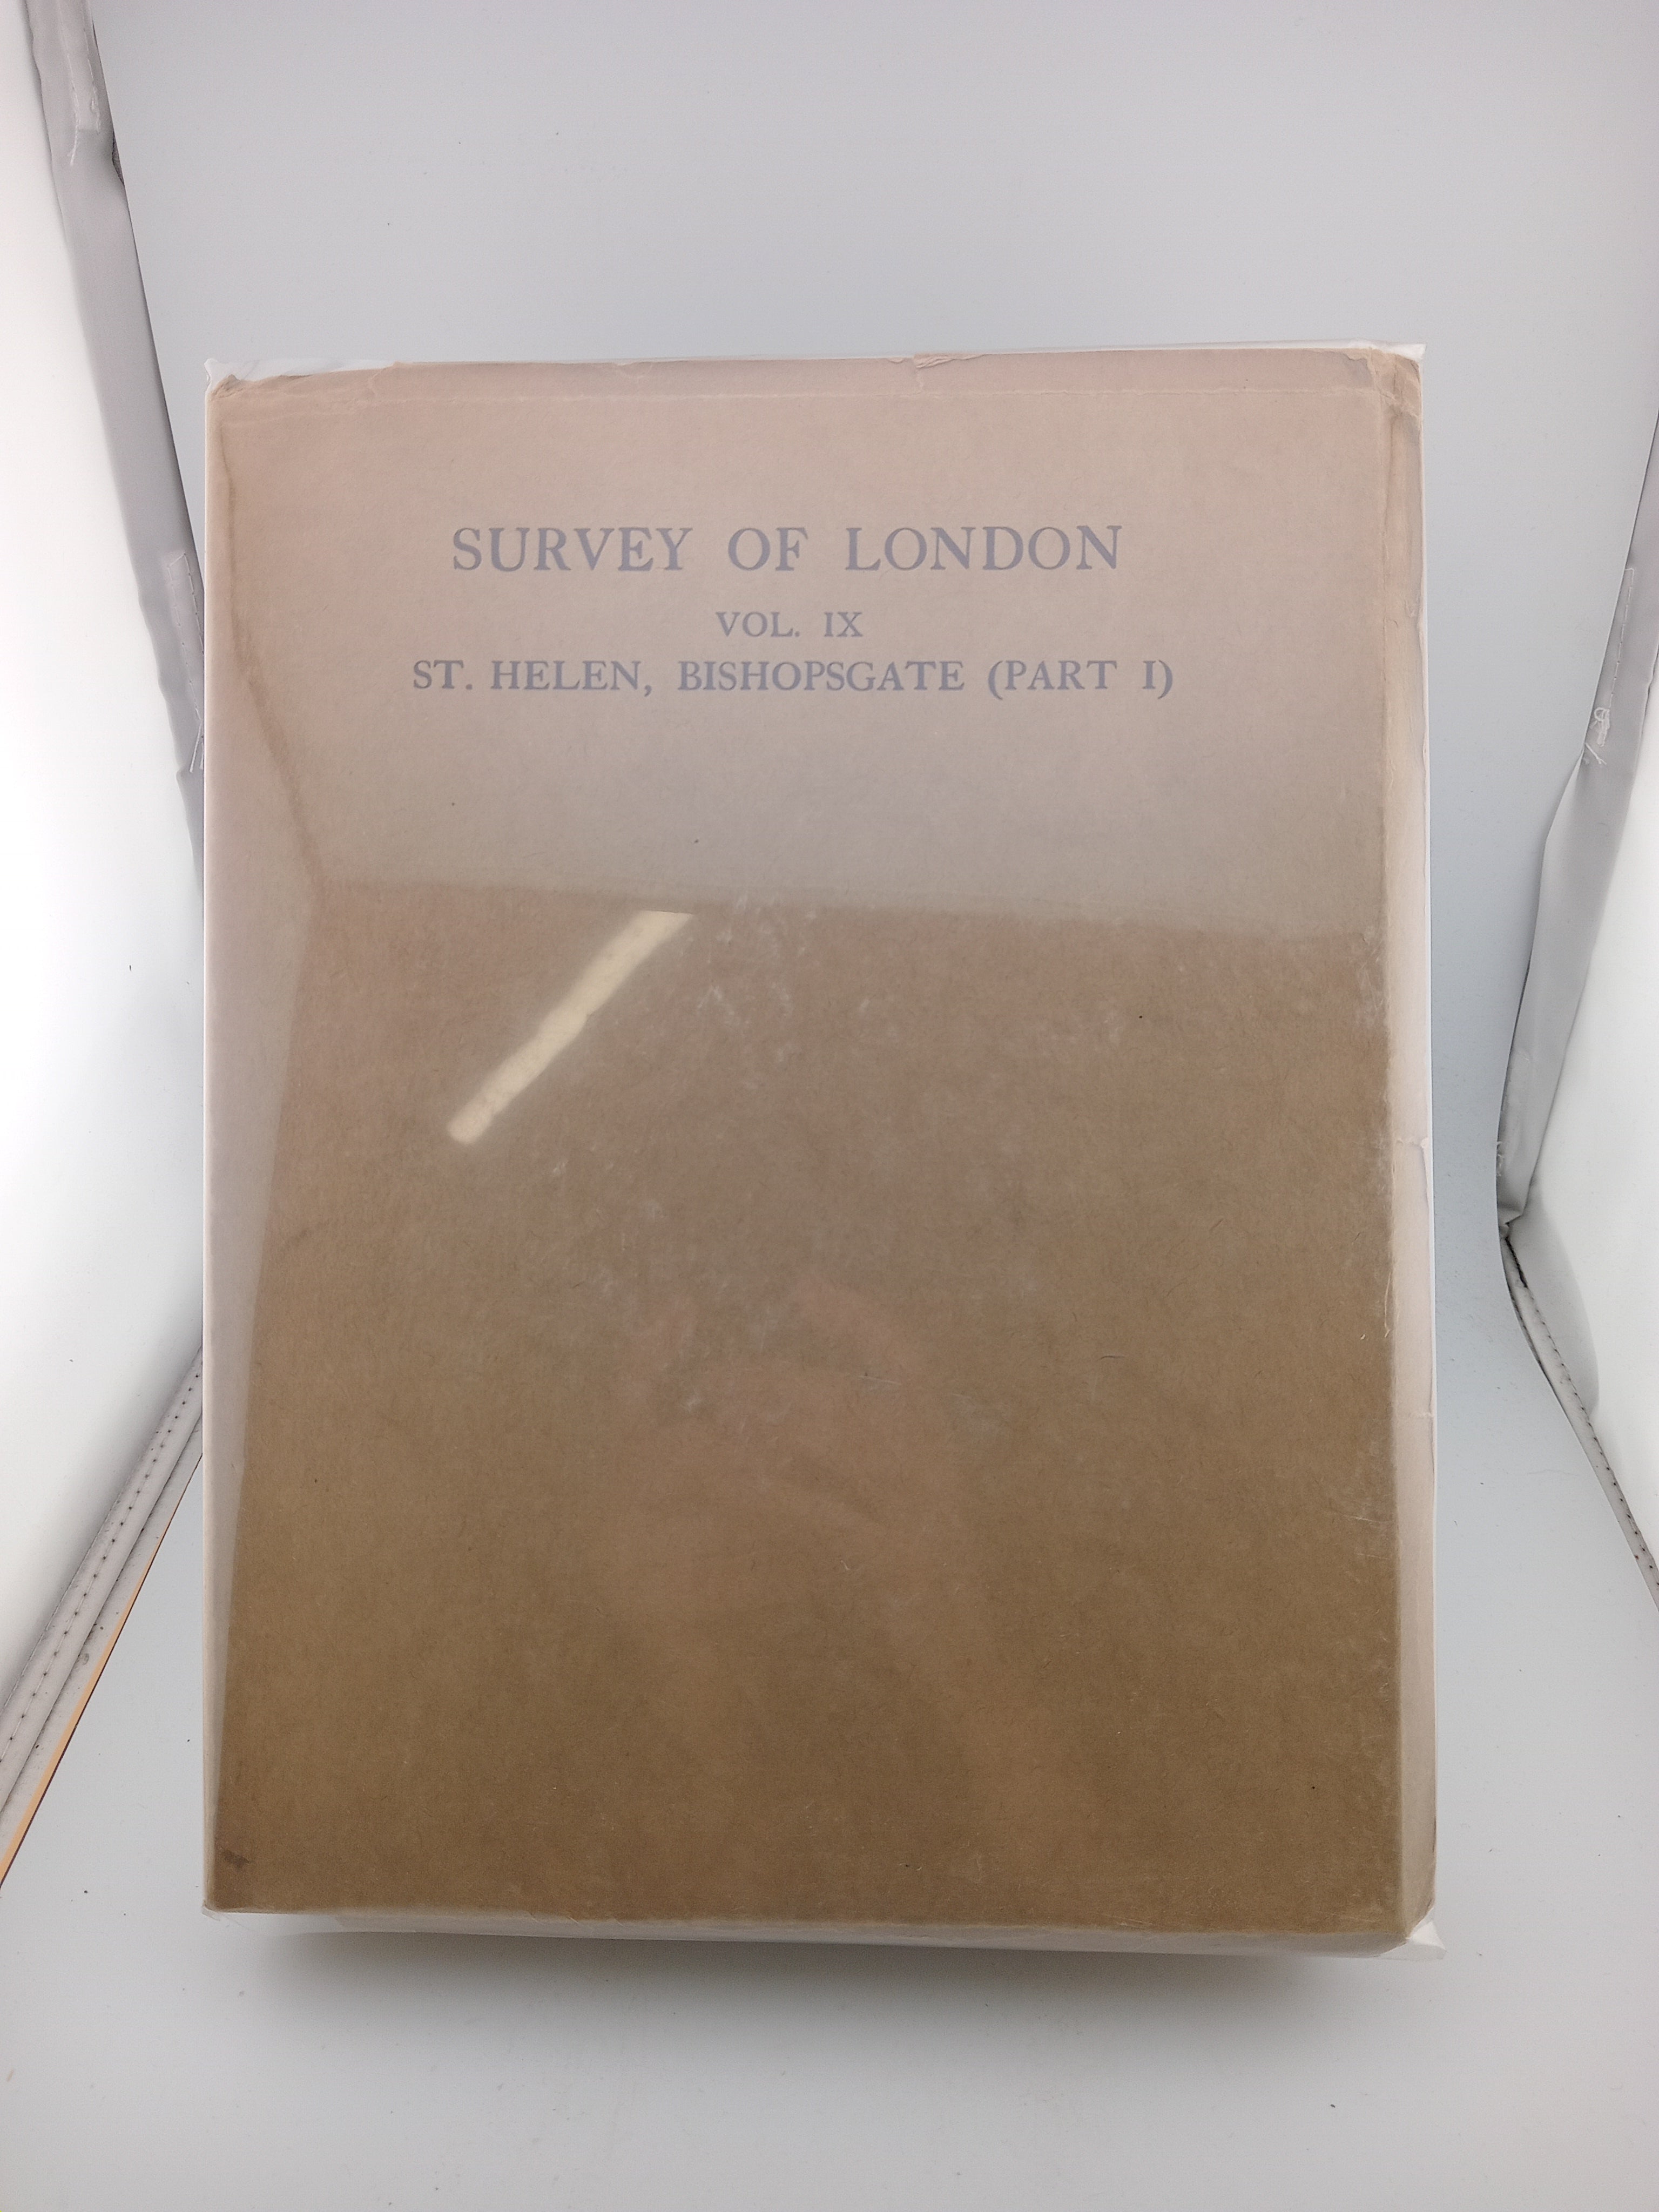 SURVEY OF LONDON
VOL. IX
ST. HELEN, BISHOPSGATE (PART I)